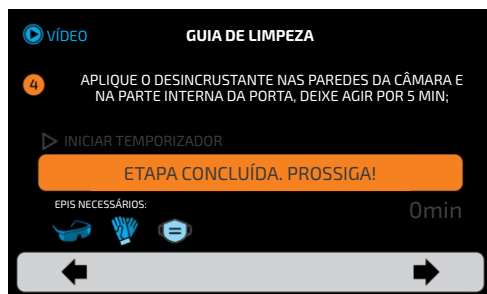 VÍDEO
GUIA DE LIMPEZA
4
APLIQUE O DESINCRUSTANTE NAS PAREDES DA CÂMARA E
NA PARTE INTERNA DA PORTA, DEIXE AGIR POR 5 MIN;
INICIAR TEMPORIZADOR
ETAPA CONCLUÍDA. PROSSIGA!
EPIS NECESSÁRIOS:
0min